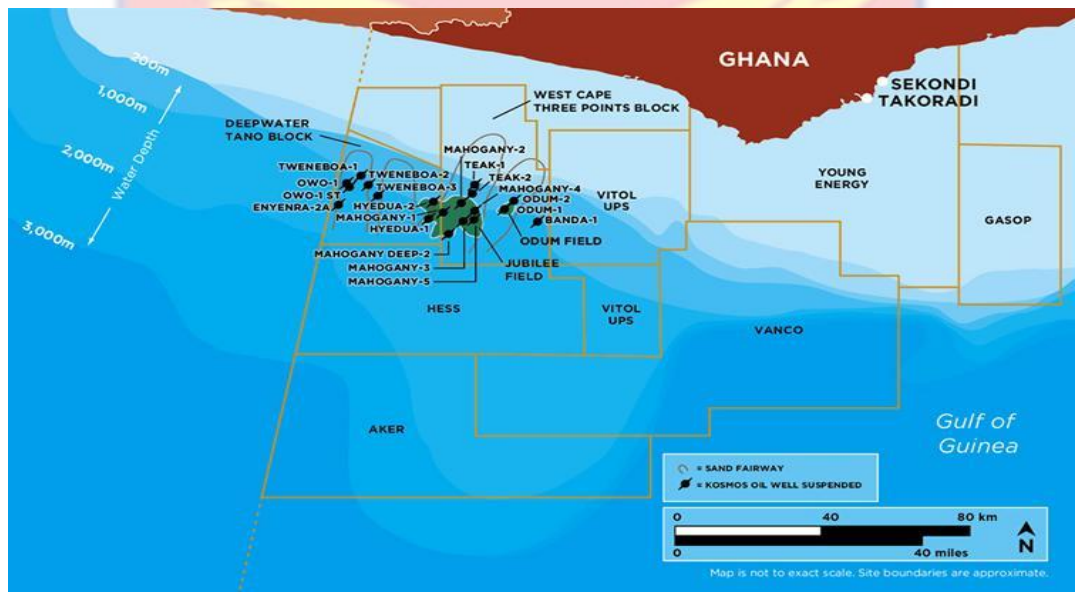 GHANA
SEKONDI
TAKORADI
200m
1,000m
2,000m
3,000m
Water Depth
WEST CAPE
THREE POINTS BLOCK
DEEPWATER
TANO BLOCK
MAHOGANY-2
TEAK-1
TEAK-2
MAHOGANY-4
ODUM-2
ODUM-1
BANDA-1
TWENEBOA-1
TWENEBOA-2
TWENEBOA-3
OWO-1
OWO-1 ST
ENYENRA-2A
HYEDUA-2
MAHOGANY-1
HYEDUA-1
MAHOGANY DEEP-2
MAHOGANY-3
MAHOGANY-5
ODUM FIELD
JUBILEE
FIELD
VITOL
UPS
YOUNG
ENERGY
GASOP
HESS
VITOL
UPS
VANCO
AKER
Gulf of
Guinea
= SAND FAIRWAY
= KOSMOS OIL WELL SUSPENDED
0 40 80 km
0 40 miles
N
Map is not to exact scale. Site boundaries are approximate.